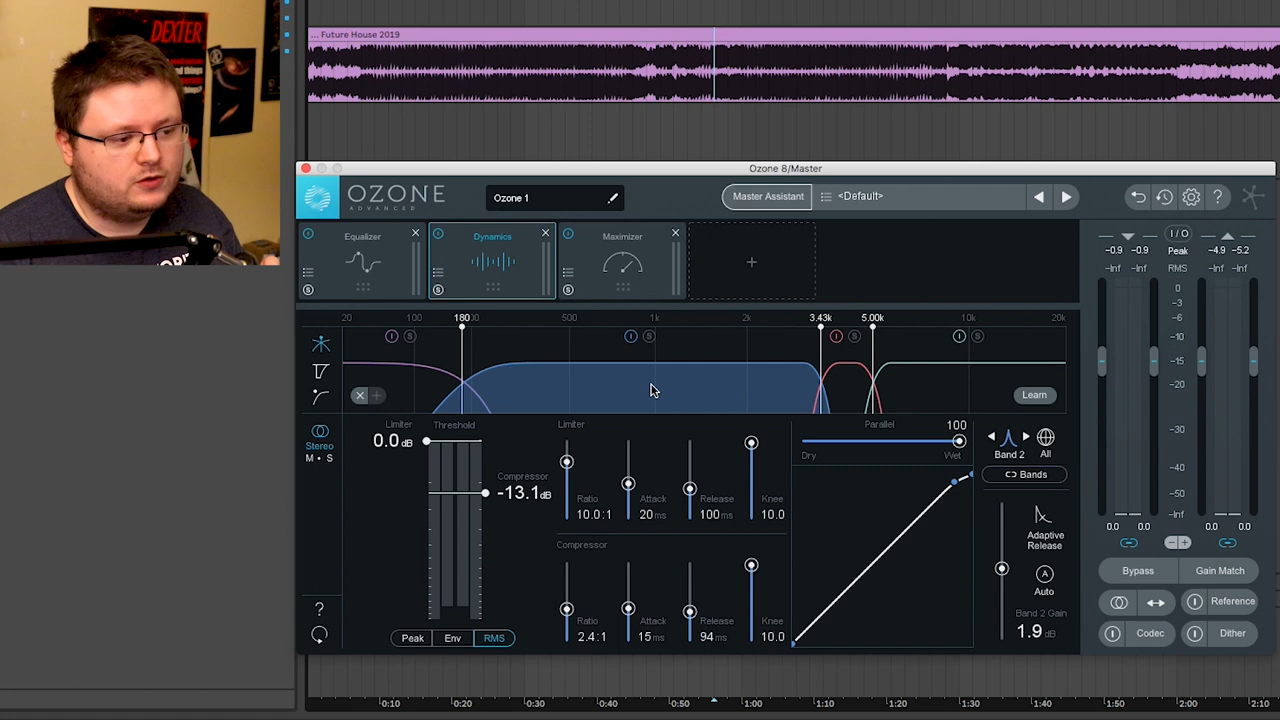 DEXTER
... Future House 2019
Ozone 8/Master
OZONE
ADVANCED
Ozone 1
Master Assistant
<Default>
?
Equalizer
Dynamics
Maximizer
S
S
S
+
I / O
-0.9 -0.9 Peak -4.9 -5.2
-Inf -Inf RMS -Inf -Inf
0
-3
-6
-10
-15
-20
-30
-40
-50
-Inf
0.0 0.0 0.0 0.0
20 100 180 500 1k 2k 3.43k 5.00k 10k 20k
S S S S
Learn
Stereo
M • S
Limiter Threshold
0.0 dB
Compressor
-13.1 dB
Peak Env RMS
Limiter
Ratio Attack Release Knee
10.0:1 20 ms 100 ms 10.0
Compressor
Ratio Attack Release Knee
2.4:1 15 ms 94 ms 10.0
Parallel 100
Dry Wet
Band 2 All
Bands
Adaptive
Release
A
Auto
Band 2 Gain
1.9 dB
Bypass Gain Match
Reference
Codec Dither
?
0:10 0:20 0:30 0:40 0:50 1:00 1:10 1:20 1:30 1:40 1:50 2:00 2:10